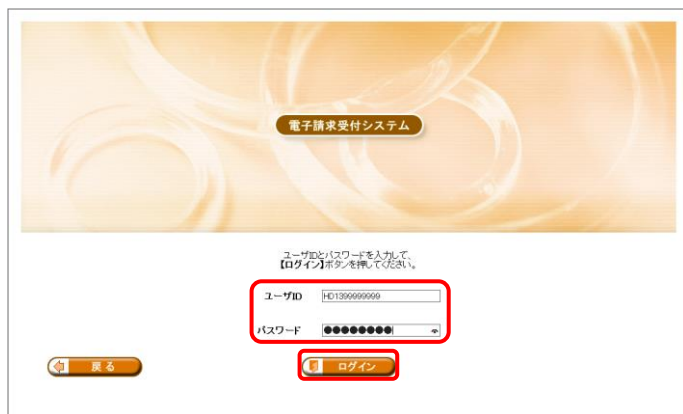 電子請求受付システム
ユーザIDとパスワードを入力して、
【ログイン】ボタンを押してください。
ユーザID HD1399999999
パスワード ●●●●●●●●
戻る ログイン